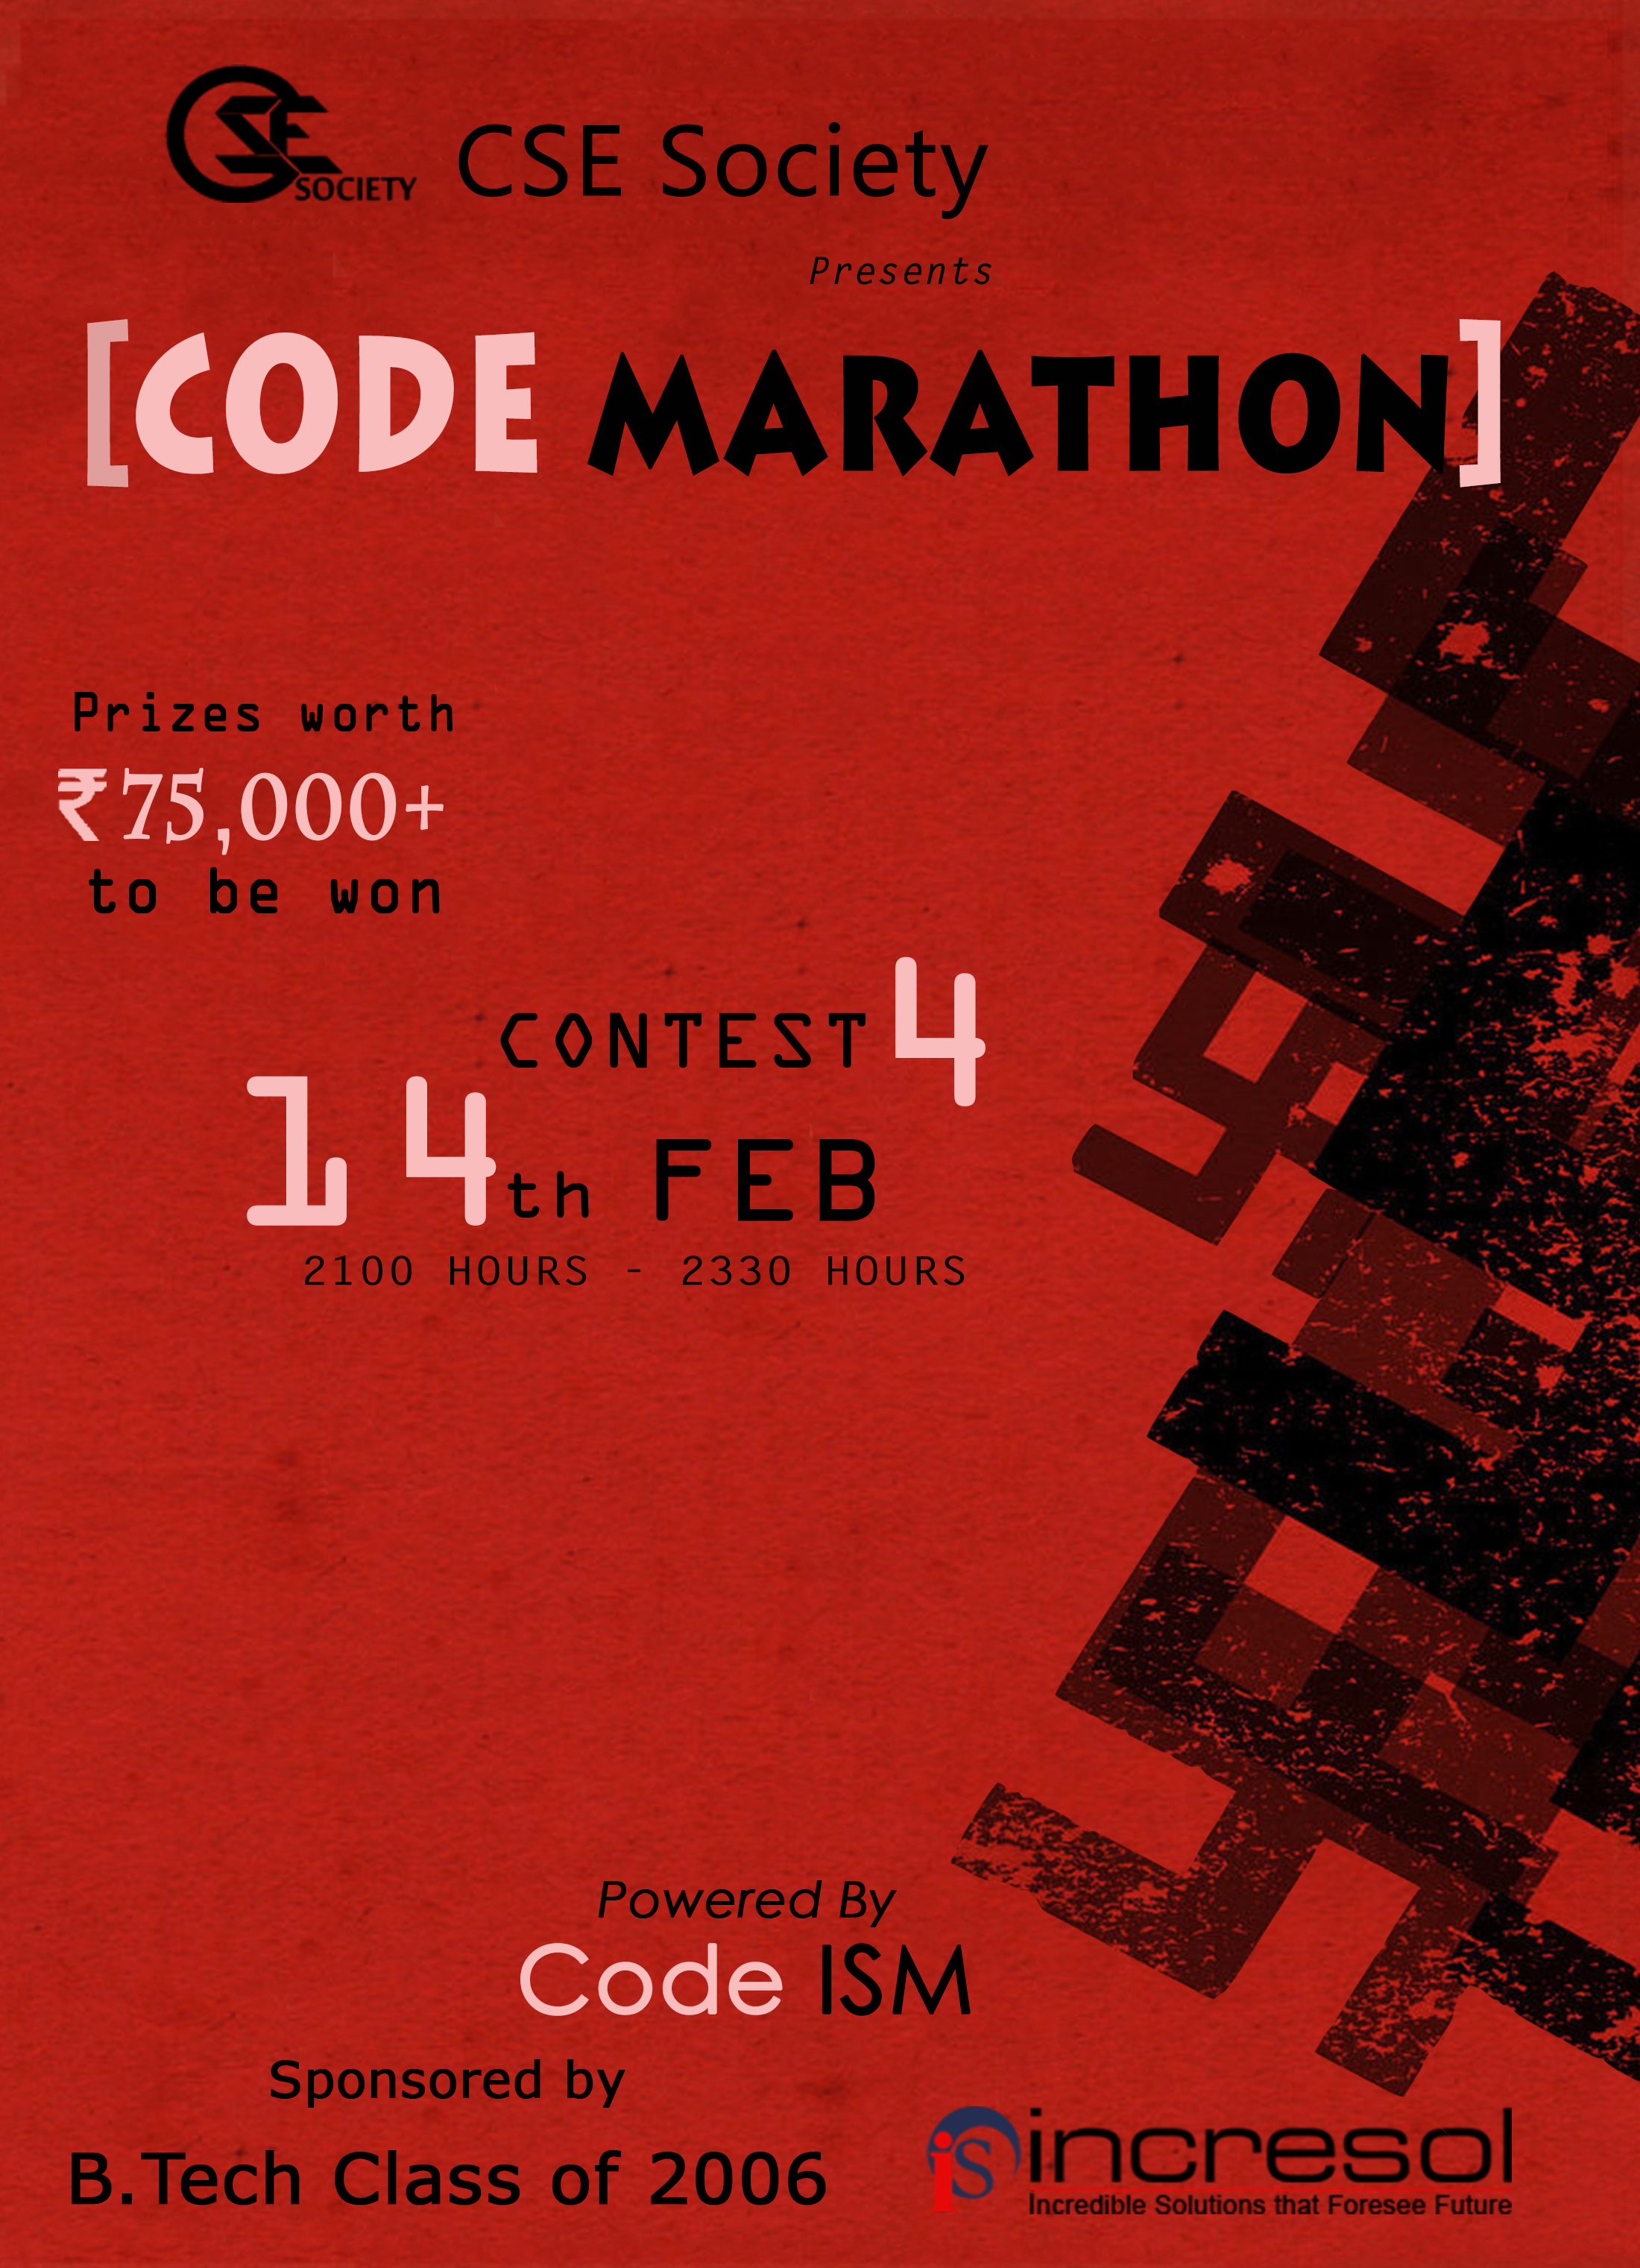 CSE SOCIETY
CSE Society
Presents
[CODE MARATHON]
Prizes worth
₹75,000+
to be won
CONTEST 4
14th FEB
2100 HOURS - 2330 HOURS
Powered By
Code ISM
Sponsored by
B.Tech Class of 2006
is incresol
Incredible Solutions that Foresee Future